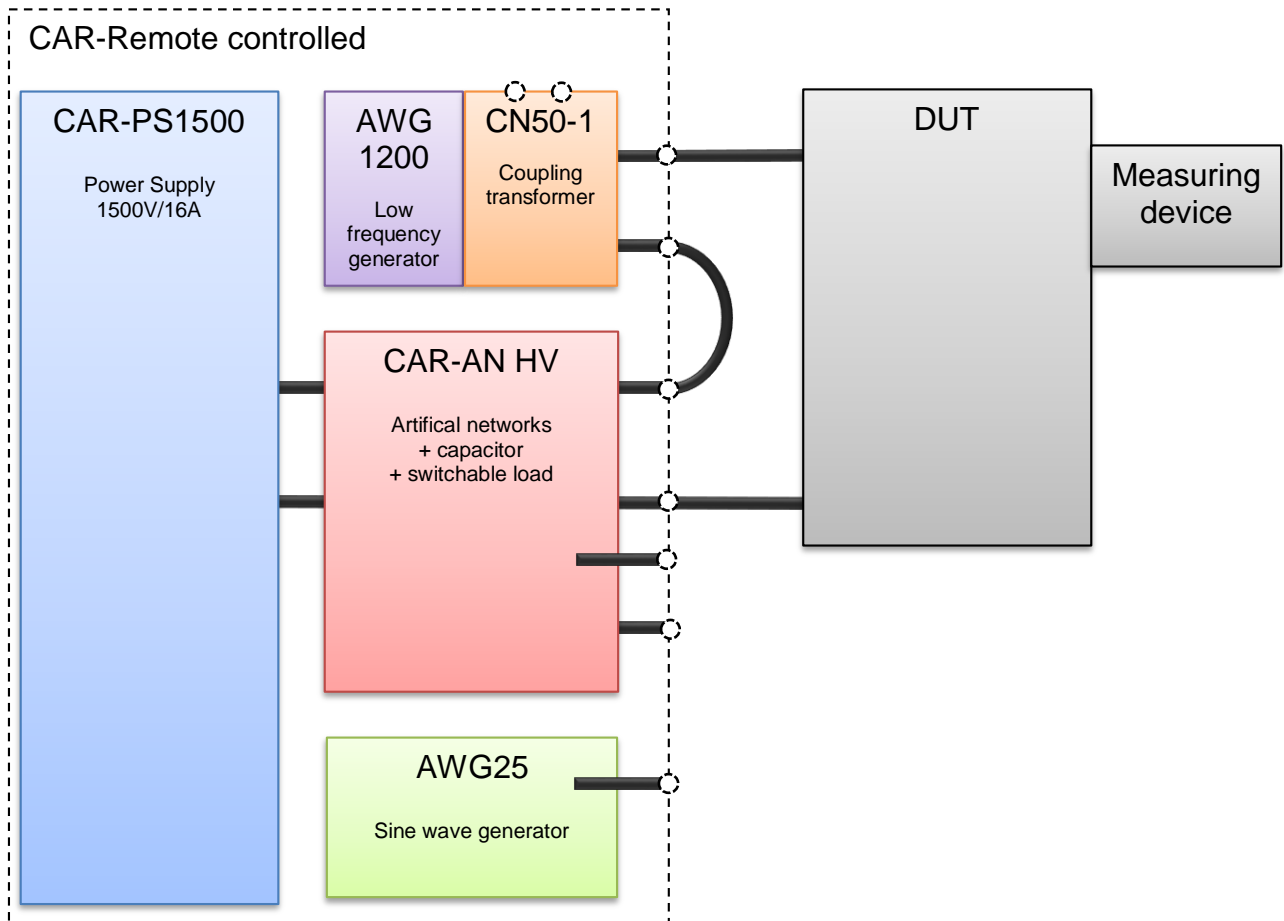 CAR-Remote controlled
CAR-PS1500
Power Supply
1500V/16A
AWG
1200
Low
frequency
generator
CN50-1
Coupling
transformer
DUT
Measuring
device
CAR-AN HV
Artifical networks
+ capacitor
+ switchable load
AWG25
Sine wave generator